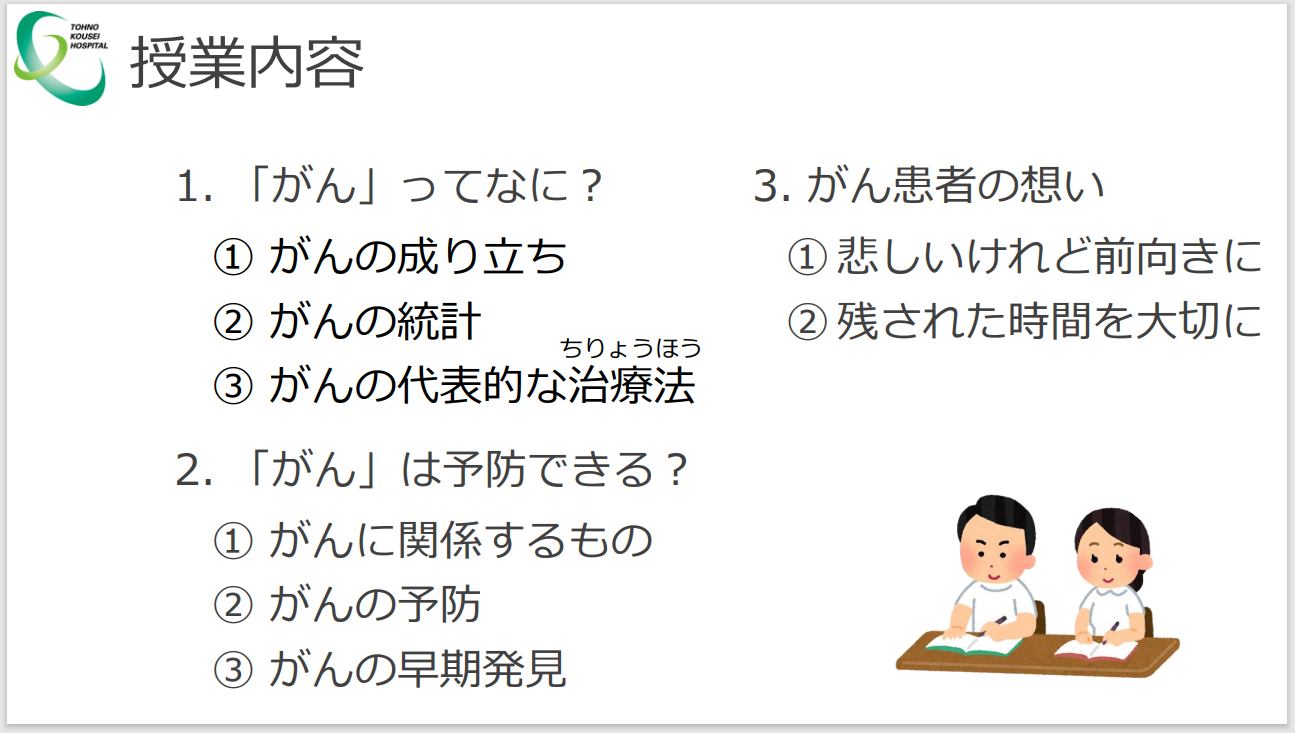 TOHNO
KOUSEI
HOSPITAL
授業内容
1. 「がん」ってなに？
① がんの成り立ち
② がんの統計
ちりょうほう
③ がんの代表的な治療法
2. 「がん」は予防できる？
① がんに関係するもの
② がんの予防
③ がんの早期発見
3. がん患者の想い
① 悲しいけれど前向きに
② 残された時間を大切に